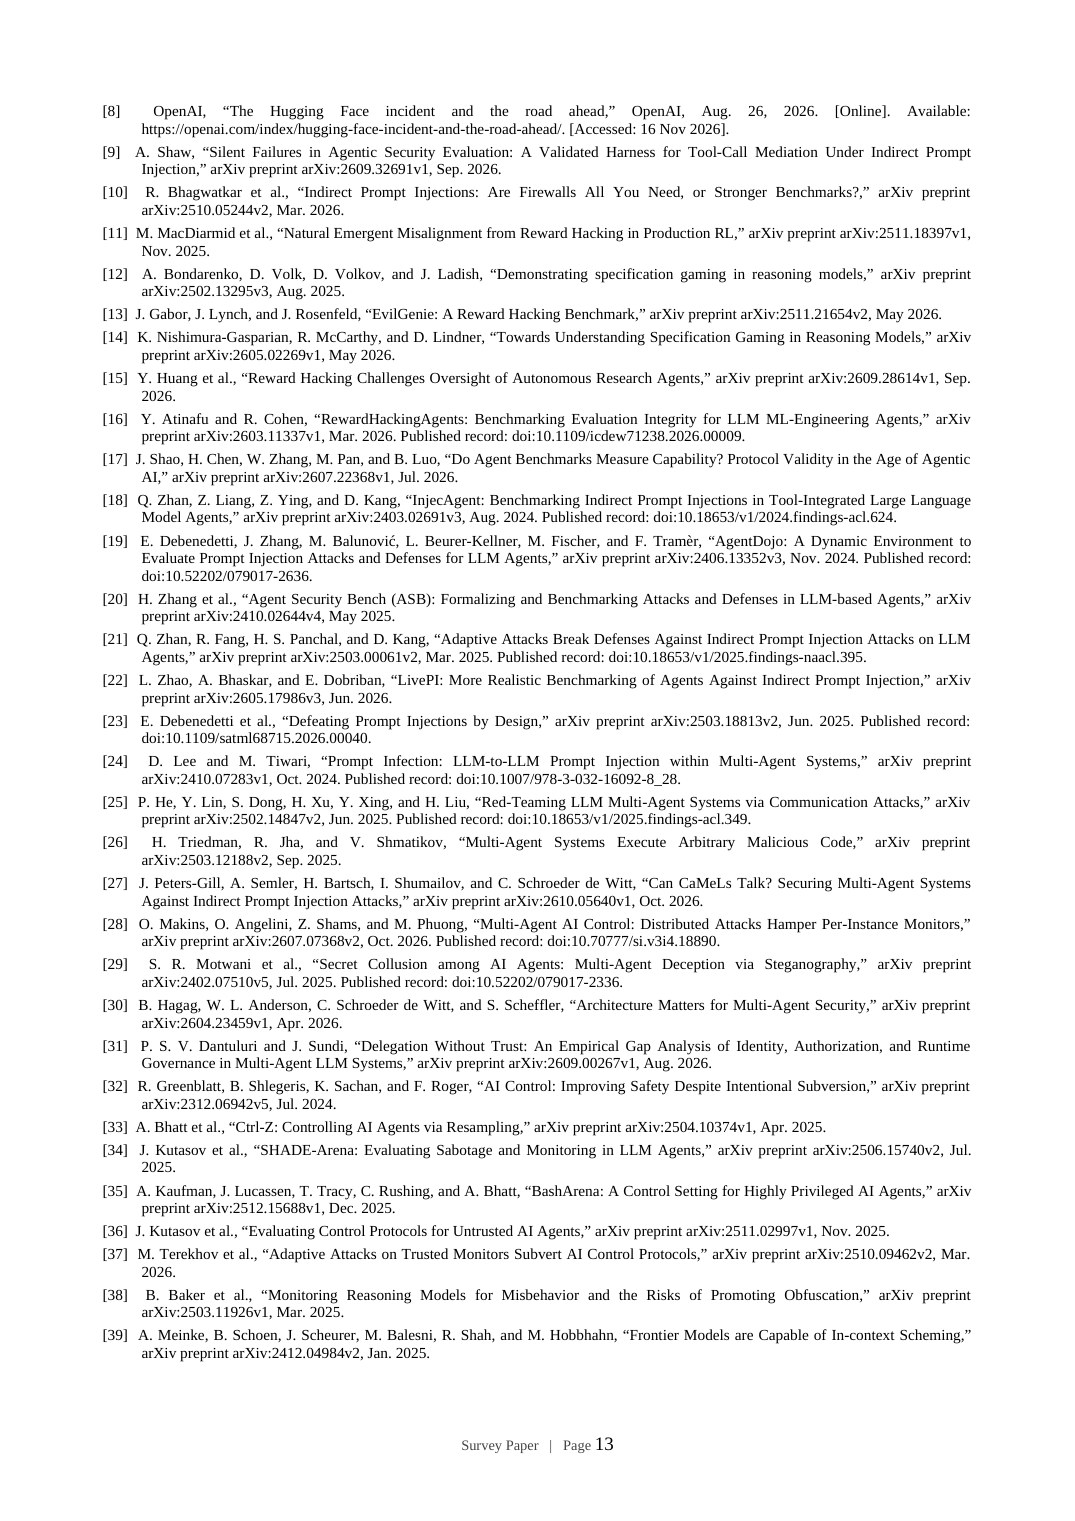 [8] OpenAI, “The Hugging Face incident and the road ahead,” OpenAI, Aug. 26, 2026. [Online]. Available:
https://openai.com/index/hugging-face-incident-and-the-road-ahead/. [Accessed: 16 Nov 2026].
[9] A. Shaw, “Silent Failures in Agentic Security Evaluation: A Validated Harness for Tool-Call Mediation Under Indirect Prompt
Injection,” arXiv preprint arXiv:2609.32691v1, Sep. 2026.
[10] R. Bhagwatkar et al., “Indirect Prompt Injections: Are Firewalls All You Need, or Stronger Benchmarks?,” arXiv preprint
arXiv:2510.05244v2, Mar. 2026.
[11] M. MacDiarmid et al., “Natural Emergent Misalignment from Reward Hacking in Production RL,” arXiv preprint arXiv:2511.18397v1,
Nov. 2025.
[12] A. Bondarenko, D. Volk, D. Volkov, and J. Ladish, “Demonstrating specification gaming in reasoning models,” arXiv preprint
arXiv:2502.13295v3, Aug. 2025.
[13] J. Gabor, J. Lynch, and J. Rosenfeld, “EvilGenie: A Reward Hacking Benchmark,” arXiv preprint arXiv:2511.21654v2, May 2026.
[14] K. Nishimura-Gasparian, R. McCarthy, and D. Lindner, “Towards Understanding Specification Gaming in Reasoning Models,” arXiv
preprint arXiv:2605.02269v1, May 2026.
[15] Y. Huang et al., “Reward Hacking Challenges Oversight of Autonomous Research Agents,” arXiv preprint arXiv:2609.28614v1, Sep.
2026.
[16] Y. Atinafu and R. Cohen, “RewardHackingAgents: Benchmarking Evaluation Integrity for LLM ML-Engineering Agents,” arXiv
preprint arXiv:2603.11337v1, Mar. 2026. Published record: doi:10.1109/icdew71238.2026.00009.
[17] J. Shao, H. Chen, W. Zhang, M. Pan, and B. Luo, “Do Agent Benchmarks Measure Capability? Protocol Validity in the Age of Agentic
AI,” arXiv preprint arXiv:2607.22368v1, Jul. 2026.
[18] Q. Zhan, Z. Liang, Z. Ying, and D. Kang, “InjecAgent: Benchmarking Indirect Prompt Injections in Tool-Integrated Large Language
Model Agents,” arXiv preprint arXiv:2403.02691v3, Aug. 2024. Published record: doi:10.18653/v1/2024.findings-acl.624.
[19] E. Debenedetti, J. Zhang, M. Balunović, L. Beurer-Kellner, M. Fischer, and F. Tramèr, “AgentDojo: A Dynamic Environment to
Evaluate Prompt Injection Attacks and Defenses for LLM Agents,” arXiv preprint arXiv:2406.13352v3, Nov. 2024. Published record:
doi:10.52202/079017-2636.
[20] H. Zhang et al., “Agent Security Bench (ASB): Formalizing and Benchmarking Attacks and Defenses in LLM-based Agents,” arXiv
preprint arXiv:2410.02644v4, May 2025.
[21] Q. Zhan, R. Fang, H. S. Panchal, and D. Kang, “Adaptive Attacks Break Defenses Against Indirect Prompt Injection Attacks on LLM
Agents,” arXiv preprint arXiv:2503.00061v2, Mar. 2025. Published record: doi:10.18653/v1/2025.findings-naacl.395.
[22] L. Zhao, A. Bhaskar, and E. Dobriban, “LivePI: More Realistic Benchmarking of Agents Against Indirect Prompt Injection,” arXiv
preprint arXiv:2605.17986v3, Jun. 2026.
[23] E. Debenedetti et al., “Defeating Prompt Injections by Design,” arXiv preprint arXiv:2503.18813v2, Jun. 2025. Published record:
doi:10.1109/satml68715.2026.00040.
[24] D. Lee and M. Tiwari, “Prompt Infection: LLM-to-LLM Prompt Injection within Multi-Agent Systems,” arXiv preprint
arXiv:2410.07283v1, Oct. 2024. Published record: doi:10.1007/978-3-032-16092-8_28.
[25] P. He, Y. Lin, S. Dong, H. Xu, Y. Xing, and H. Liu, “Red-Teaming LLM Multi-Agent Systems via Communication Attacks,” arXiv
preprint arXiv:2502.14847v2, Jun. 2025. Published record: doi:10.18653/v1/2025.findings-acl.349.
[26] H. Triedman, R. Jha, and V. Shmatikov, “Multi-Agent Systems Execute Arbitrary Malicious Code,” arXiv preprint
arXiv:2503.12188v2, Sep. 2025.
[27] J. Peters-Gill, A. Semler, H. Bartsch, I. Shumailov, and C. Schroeder de Witt, “Can CaMeLs Talk? Securing Multi-Agent Systems
Against Indirect Prompt Injection Attacks,” arXiv preprint arXiv:2610.05640v1, Oct. 2026.
[28] O. Makins, O. Angelini, Z. Shams, and M. Phuong, “Multi-Agent AI Control: Distributed Attacks Hamper Per-Instance Monitors,”
arXiv preprint arXiv:2607.07368v2, Oct. 2026. Published record: doi:10.70777/si.v3i4.18890.
[29] S. R. Motwani et al., “Secret Collusion among AI Agents: Multi-Agent Deception via Steganography,” arXiv preprint
arXiv:2402.07510v5, Jul. 2025. Published record: doi:10.52202/079017-2336.
[30] B. Hagag, W. L. Anderson, C. Schroeder de Witt, and S. Scheffler, “Architecture Matters for Multi-Agent Security,” arXiv preprint
arXiv:2604.23459v1, Apr. 2026.
[31] P. S. V. Dantuluri and J. Sundi, “Delegation Without Trust: An Empirical Gap Analysis of Identity, Authorization, and Runtime
Governance in Multi-Agent LLM Systems,” arXiv preprint arXiv:2609.00267v1, Aug. 2026.
[32] R. Greenblatt, B. Shlegeris, K. Sachan, and F. Roger, “AI Control: Improving Safety Despite Intentional Subversion,” arXiv preprint
arXiv:2312.06942v5, Jul. 2024.
[33] A. Bhatt et al., “Ctrl-Z: Controlling AI Agents via Resampling,” arXiv preprint arXiv:2504.10374v1, Apr. 2025.
[34] J. Kutasov et al., “SHADE-Arena: Evaluating Sabotage and Monitoring in LLM Agents,” arXiv preprint arXiv:2506.15740v2, Jul.
2025.
[35] A. Kaufman, J. Lucassen, T. Tracy, C. Rushing, and A. Bhatt, “BashArena: A Control Setting for Highly Privileged AI Agents,” arXiv
preprint arXiv:2512.15688v1, Dec. 2025.
[36] J. Kutasov et al., “Evaluating Control Protocols for Untrusted AI Agents,” arXiv preprint arXiv:2511.02997v1, Nov. 2025.
[37] M. Terekhov et al., “Adaptive Attacks on Trusted Monitors Subvert AI Control Protocols,” arXiv preprint arXiv:2510.09462v2, Mar.
2026.
[38] B. Baker et al., “Monitoring Reasoning Models for Misbehavior and the Risks of Promoting Obfuscation,” arXiv preprint
arXiv:2503.11926v1, Mar. 2025.
[39] A. Meinke, B. Schoen, J. Scheurer, M. Balesni, R. Shah, and M. Hobbhahn, “Frontier Models are Capable of In-context Scheming,”
arXiv preprint arXiv:2412.04984v2, Jan. 2025.
Survey Paper | Page 13